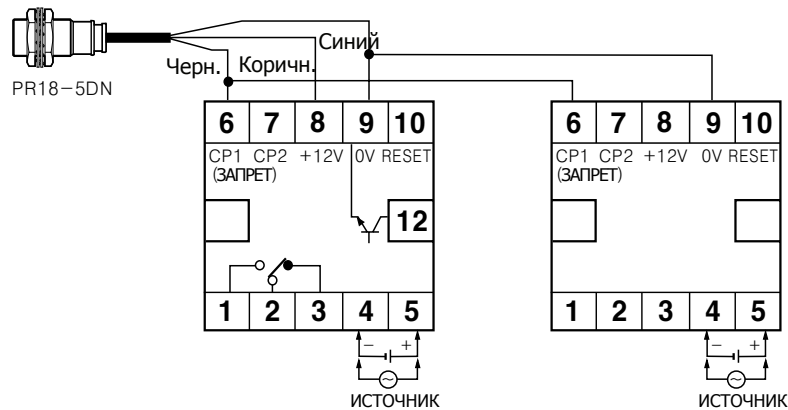 Синий
Черн. Коричн.
PR18-5DN
6 7 8 9 10
CP1 CP2 +12V 0V RESET
(ЗАПРЕТ)
12
1 2 3 4 5
− +
ИСТОЧНИК
6 7 8 9 10
CP1 CP2 +12V 0V RESET
(ЗАПРЕТ)
1 2 3 4 5
− +
ИСТОЧНИК